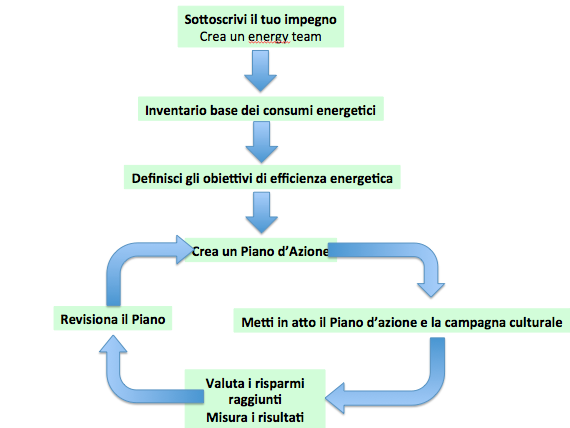 Sottoscrivi il tuo impegno
Crea un energy team
Inventario base dei consumi energetici
Definisci gli obiettivi di efficienza energetica
Crea un Piano d'Azione
Revisiona il Piano
Metti in atto il Piano d'azione e la campagna culturale
Valuta i risparmi
raggiunti
Misura i risultati